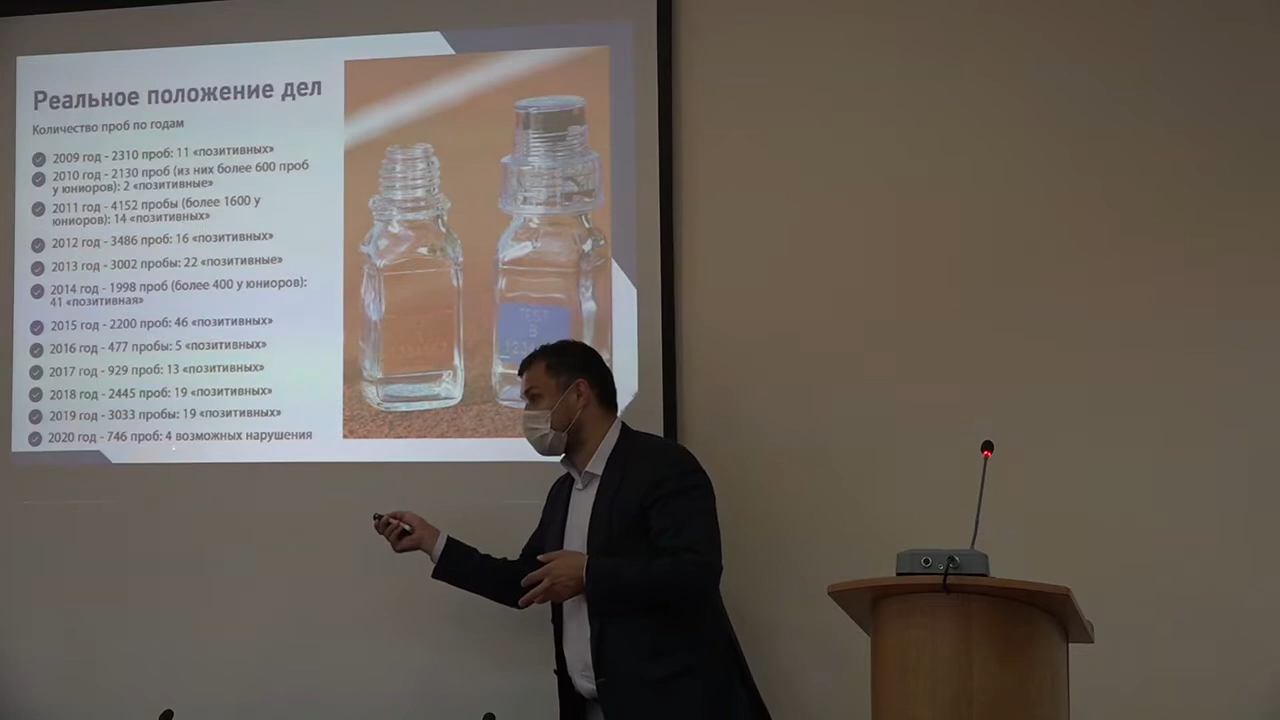 Реальное положение дел
Количество проб по годам
2009 год - 2310 проб: 11 «позитивных»
2010 год - 2130 проб (из них более 600 проб
у юниоров): 2 «позитивные»
2011 год - 4152 пробы (более 1600 у
юниоров): 14 «позитивных»
2012 год - 3486 проб: 16 «позитивных»
2013 год - 3002 пробы: 22 «позитивные»
2014 год - 1998 проб (более 400 у юниоров):
41 «позитивная»
2015 год - 2200 проб: 46 «позитивных»
2016 год - 477 пробы: 5 «позитивных»
2017 год - 929 проб: 13 «позитивных»
2018 год - 2445 проб: 19 «позитивных»
2019 год - 3033 пробы: 19 «позитивных»
2020 год - 746 проб: 4 возможных нарушения
TEST
B